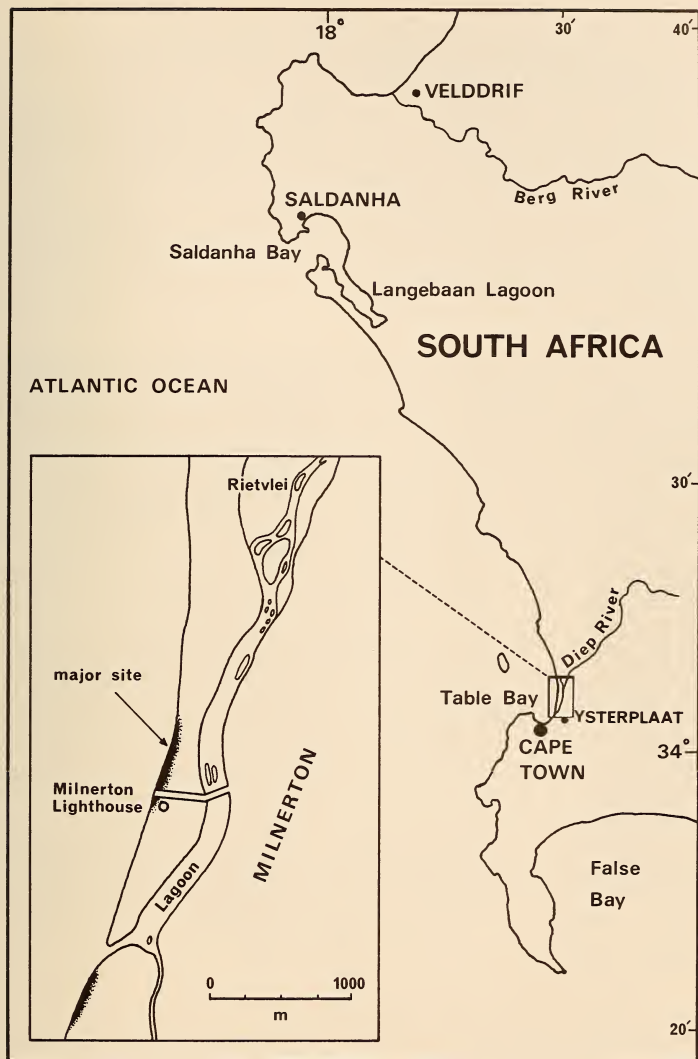 18°
30′
40′
VELDDRIF
Berg River
SALDANHA
Saldanha Bay
Langebaan Lagoon
SOUTH AFRICA
ATLANTIC OCEAN
30′
Diep River
Table Bay
YSTERPLAAT
CAPE
TOWN
34°
False
Bay
20′
Rietvlei
major site
Milnerton
Lighthouse
MILNERTON
Lagoon
0 1000
m